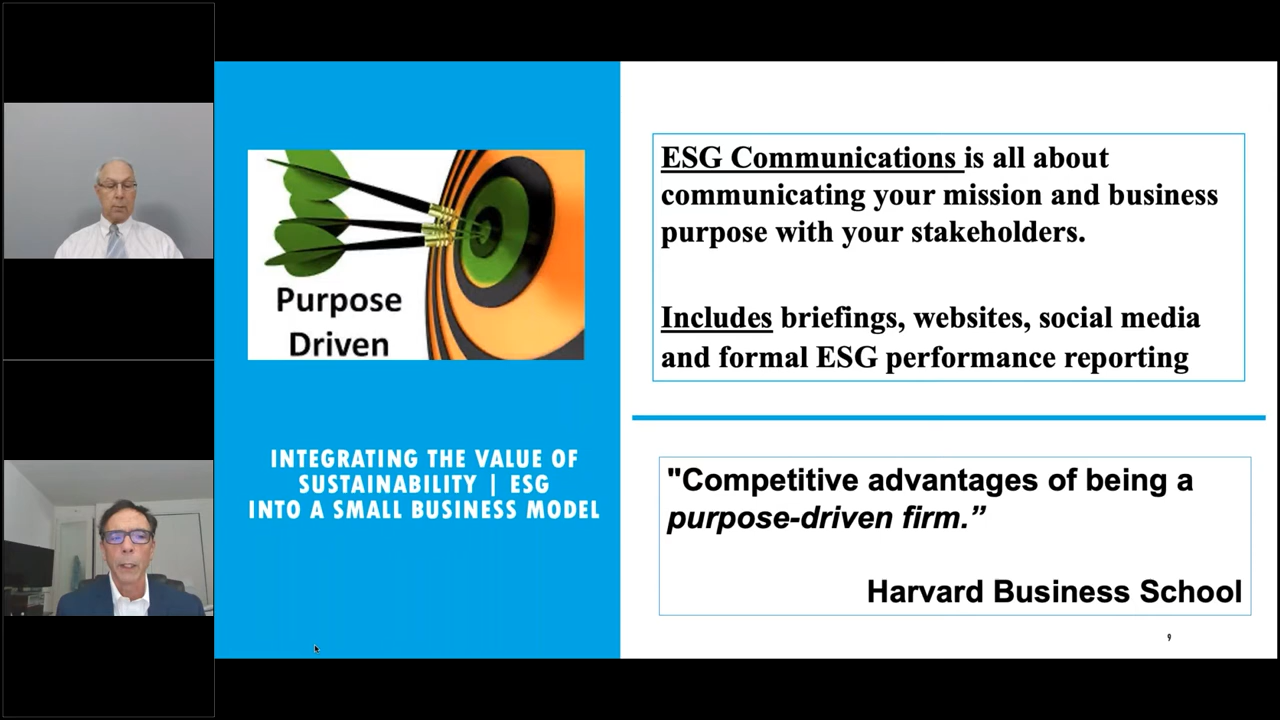 Purpose
Driven
INTEGRATING THE VALUE OF
SUSTAINABILITY | ESG
INTO A SMALL BUSINESS MODEL
ESG Communications is all about
communicating your mission and business
purpose with your stakeholders.
Includes briefings, websites, social media
and formal ESG performance reporting
"Competitive advantages of being a
purpose-driven firm.”
Harvard Business School
9